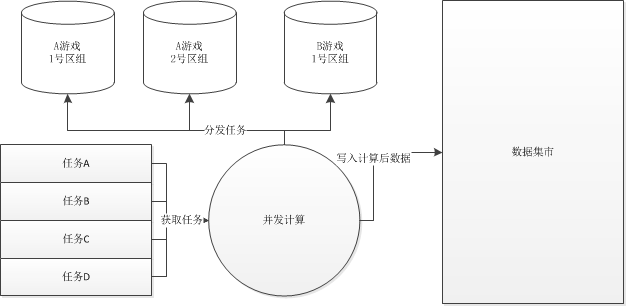 A游戏
1号区组
A游戏
2号区组
B游戏
1号区组
分发任务
写入计算后数据
数据集市
任务A
任务B
任务C
任务D
获取任务
并发计算